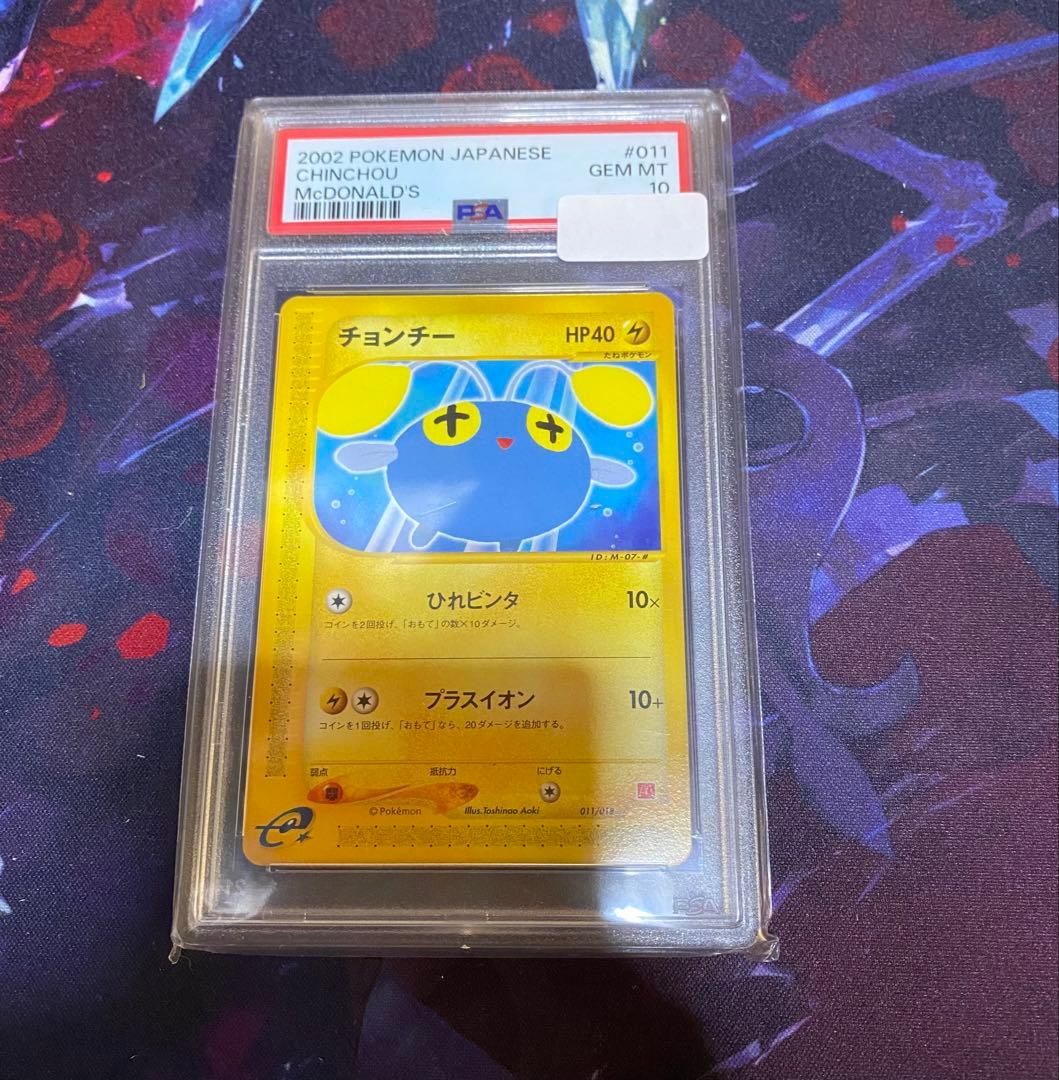 2002 POKEMON JAPANESE #011
CHINCHOU GEM MT
McDONALD'S 10
PSA
チョンチー HP40
たねポケモン
ID:M-07-#
ひれビンタ 10×
コインを2回投げ、「おもて」の数×10ダメージ。
プラスイオン 10+
コインを1回投げ、「おもて」なら、20ダメージを追加する。
弱点 抵抗力 にげる
©Pokémon Illus.Toshinao Aoki 011/018
e
PSA